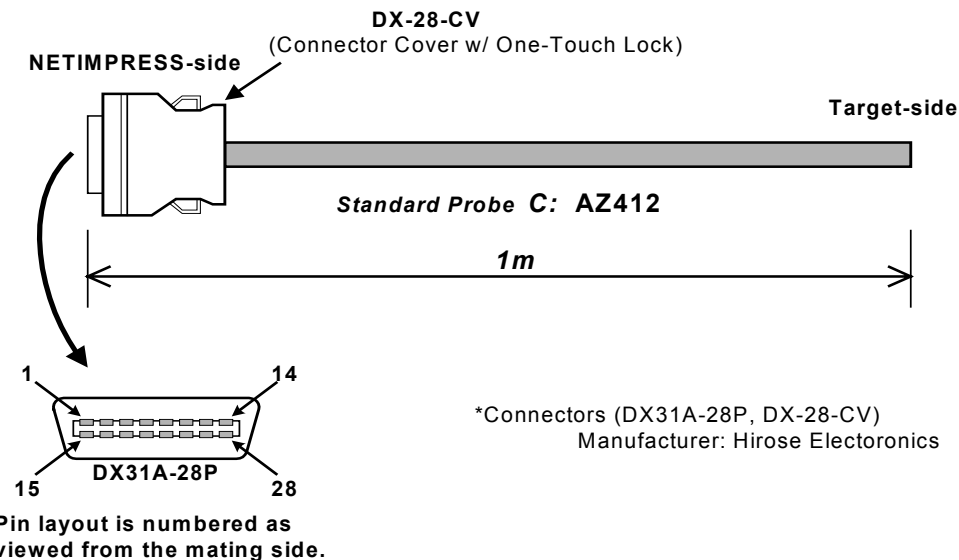 DX-28-CV
(Connector Cover w/ One-Touch Lock)
NETIMPRESS-side
Target-side
Standard Probe C: AZ412
1m
1
14
*Connectors (DX31A-28P, DX-28-CV)
Manufacturer: Hirose Electoronics
DX31A-28P
15
28
Pin layout is numbered as
viewed from the mating side.